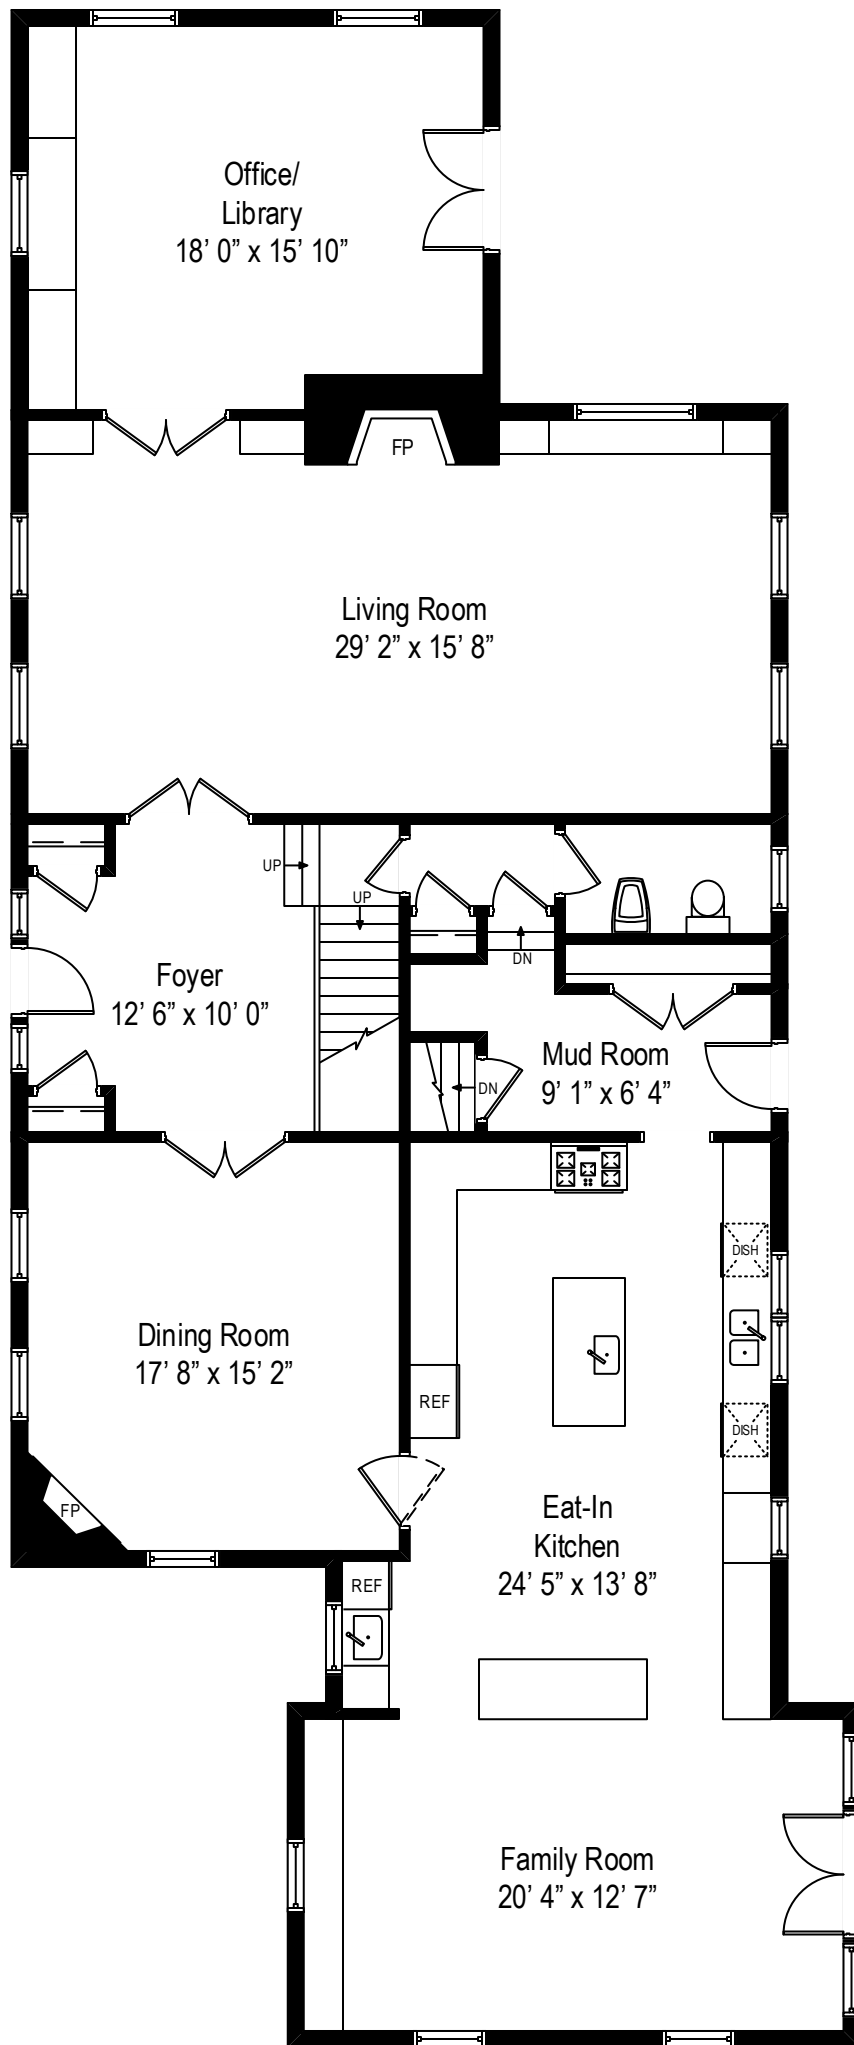 Office/
Library
18’ 0” x 15’ 10”
FP
Living Room
29’ 2” x 15’ 8”
UP
UP
DN
Foyer
12’ 6” x 10’ 0”
Mud Room
9’ 1” x 6’ 4”
DN
DISH
Dining Room
17’ 8” x 15’ 2”
REF
DISH
FP
Eat-In
Kitchen
24’ 5” x 13’ 8”
REF
Family Room
20’ 4” x 12’ 7”